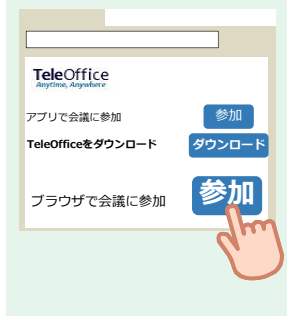 TeleOffice
Anytime, Anywhere
アプリで会議に参加 参加
TeleOfficeをダウンロード ダウンロード
ブラウザで会議に参加 参加